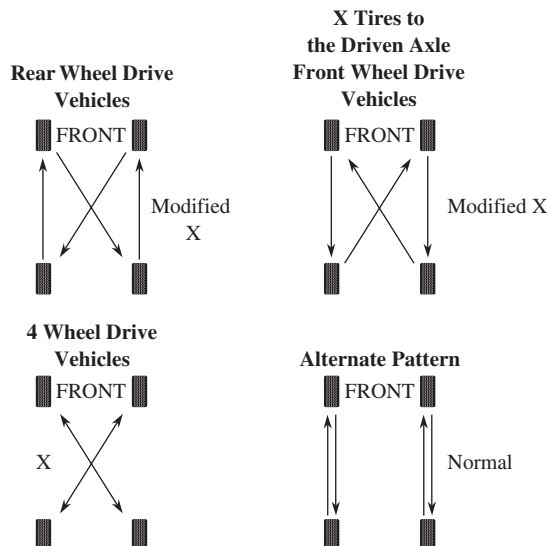 Rear Wheel Drive
Vehicles
FRONT
Modified
X
X Tires to
the Driven Axle
Front Wheel Drive
Vehicles
FRONT
Modified X
4 Wheel Drive
Vehicles
FRONT
X
Alternate Pattern
FRONT
Normal